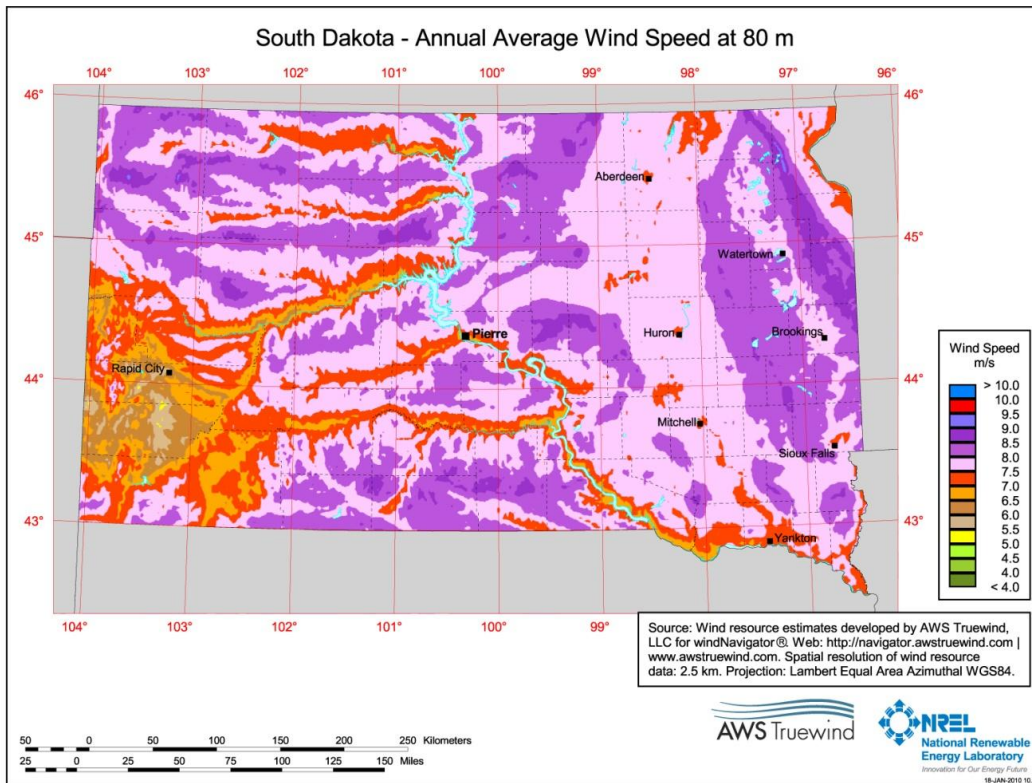 South Dakota - Annual Average Wind Speed at 80 m
104° 103° 102° 101° 100° 99° 98° 97° 96°
46° 46°
Aberdeen
45° 45°
Watertown
Pierre
Huron
Brookings
Rapid City
44° 44°
Mitchell
Sioux Falls
43° 43°
Yankton
104° 103° 102° 101° 100° 99°
Wind Speed
m/s
> 10.0
10.0
9.5
9.0
8.5
8.0
7.5
7.0
6.5
6.0
5.5
5.0
4.5
4.0
< 4.0
Source: Wind resource estimates developed by AWS Truewind,
LLC for windNavigator®. Web: http://navigator.awstruewind.com |
www.awstruewind.com. Spatial resolution of wind resource
data: 2.5 km. Projection: Lambert Equal Area Azimuthal WGS84.
AWS Truewind
NREL
National Renewable
Energy Laboratory
Innovation for Our Energy Future
50 0 50 100 150 200 250 Kilometers
25 0 25 50 75 100 150 Miles